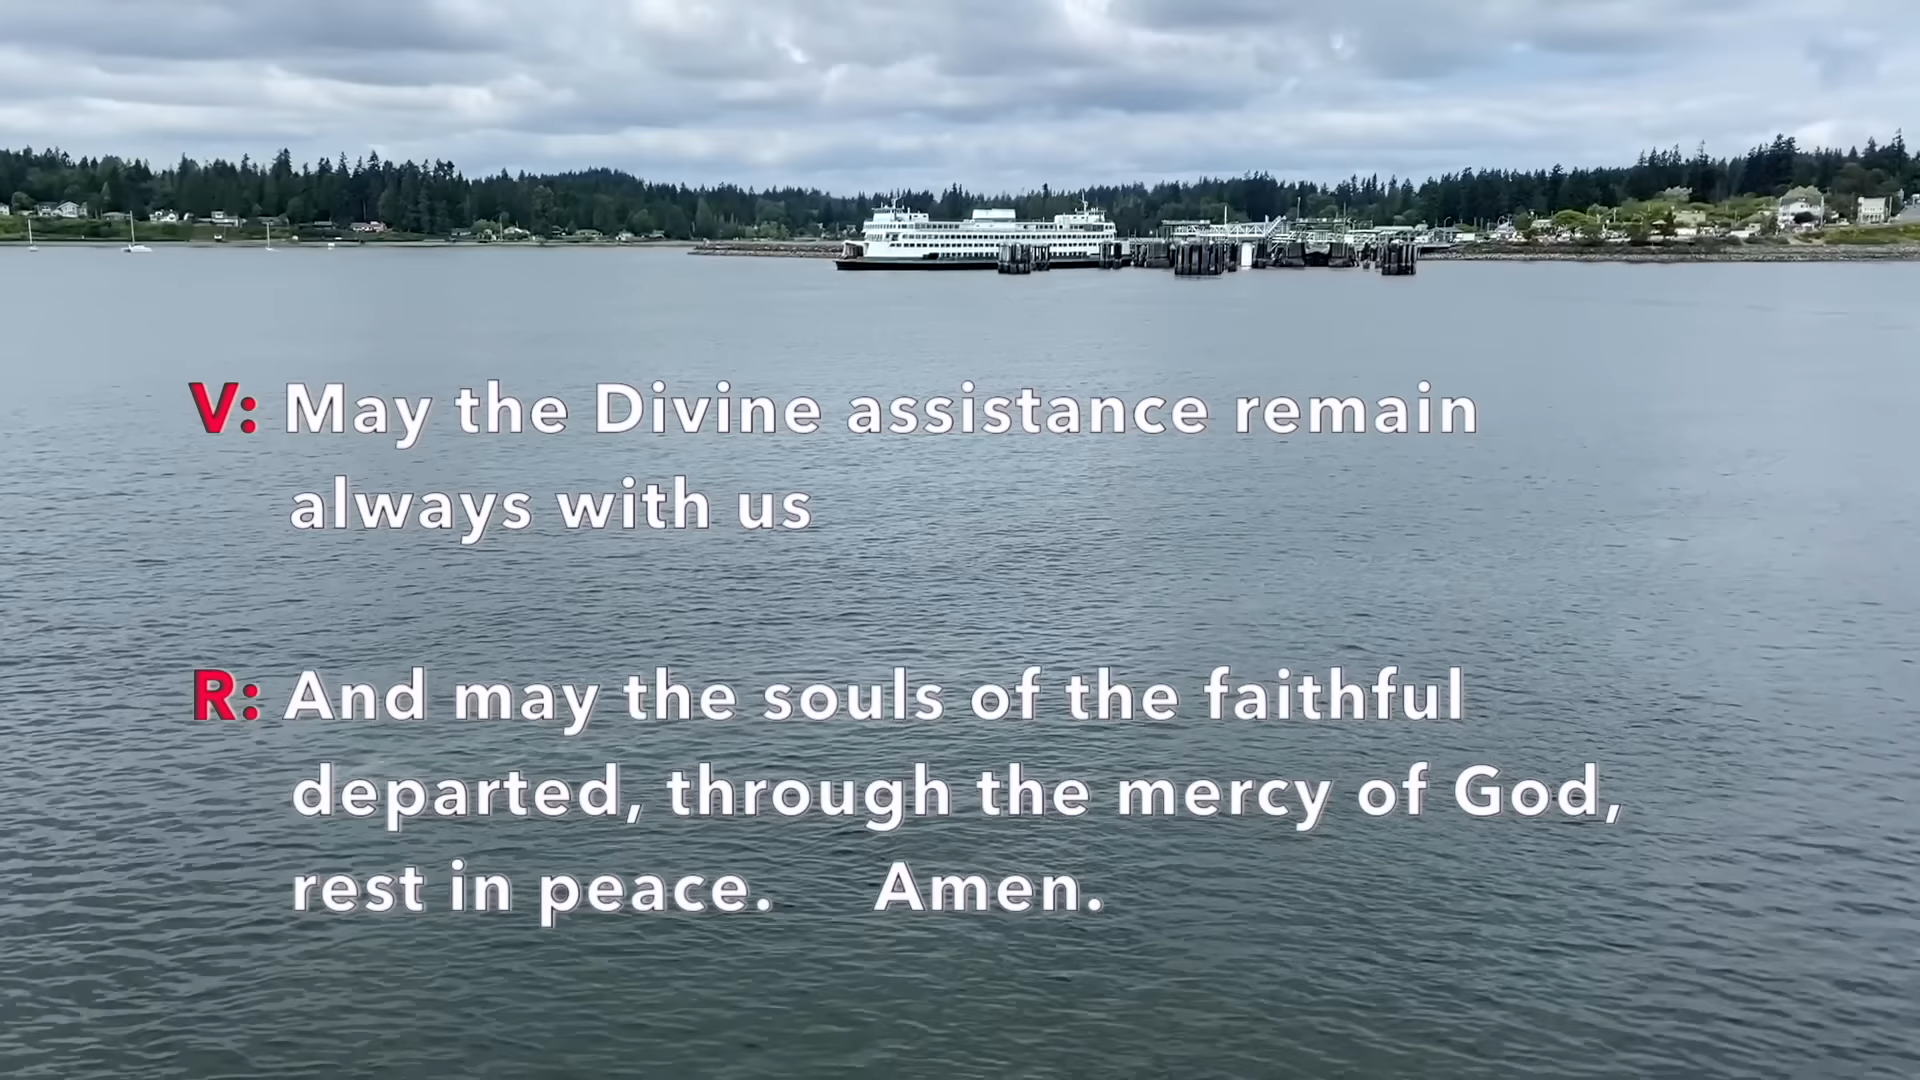 V: May the Divine assistance remain
always with us
R: And may the souls of the faithful
departed, through the mercy of God,
rest in peace. Amen.